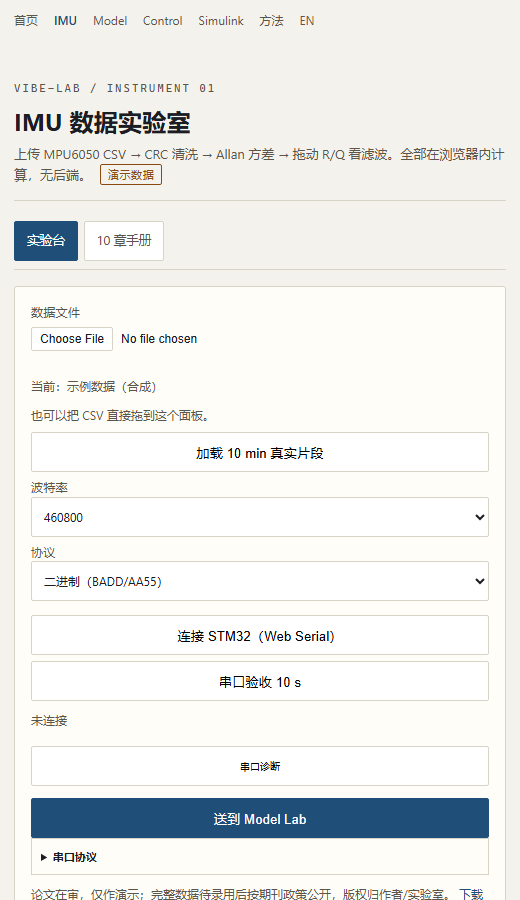 首页 IMU Model Control Simulink 方法 EN
VIBE-LAB / INSTRUMENT 01
IMU 数据实验室
上传 MPU6050 CSV → CRC 清洗 → Allan 方差 → 拖动 R/Q 看滤波。全部在浏览器内计
算，无后端。 演示数据
实验台 10 章手册
数据文件
Choose File No file chosen
当前：示例数据（合成）
也可以把 CSV 直接拖到这个面板。
加载 10 min 真实片段
波特率
460800
协议
二进制（BADD/AA55）
连接 STM32（Web Serial）
串口验收 10 s
未连接
串口诊断
送到 Model Lab
▶ 串口协议
论文在审，仅作演示；完整数据待录用后按期刊政策公开，版权归作者/实验室。 下载